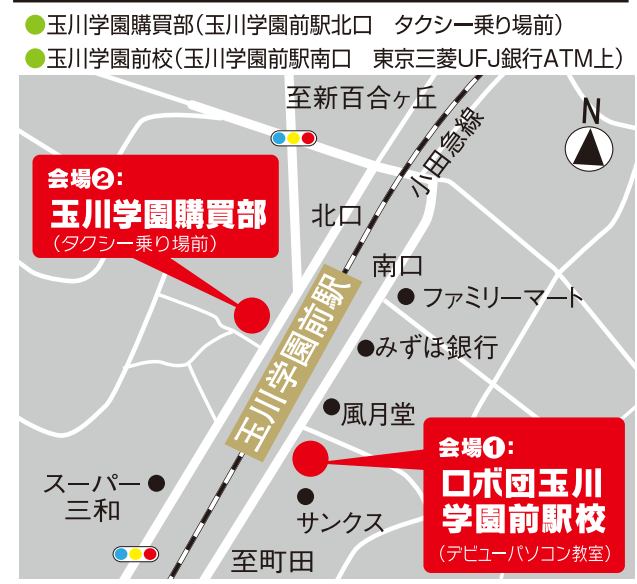 ●玉川学園購買部(玉川学園前駅北口　タクシー乗り場前)
●玉川学園前校(玉川学園前駅南口　東京三菱UFJ銀行ATM上)
至新百合ヶ丘
N
小田急線
会場❷:
玉川学園購買部
(タクシー乗り場前)
北口
南口
ファミリーマート
玉川学園前駅
みずほ銀行
風月堂
会場❶:
ロボ団玉川
学園前駅校
(デビューパソコン教室)
スーパー
三和
サンクス
至町田